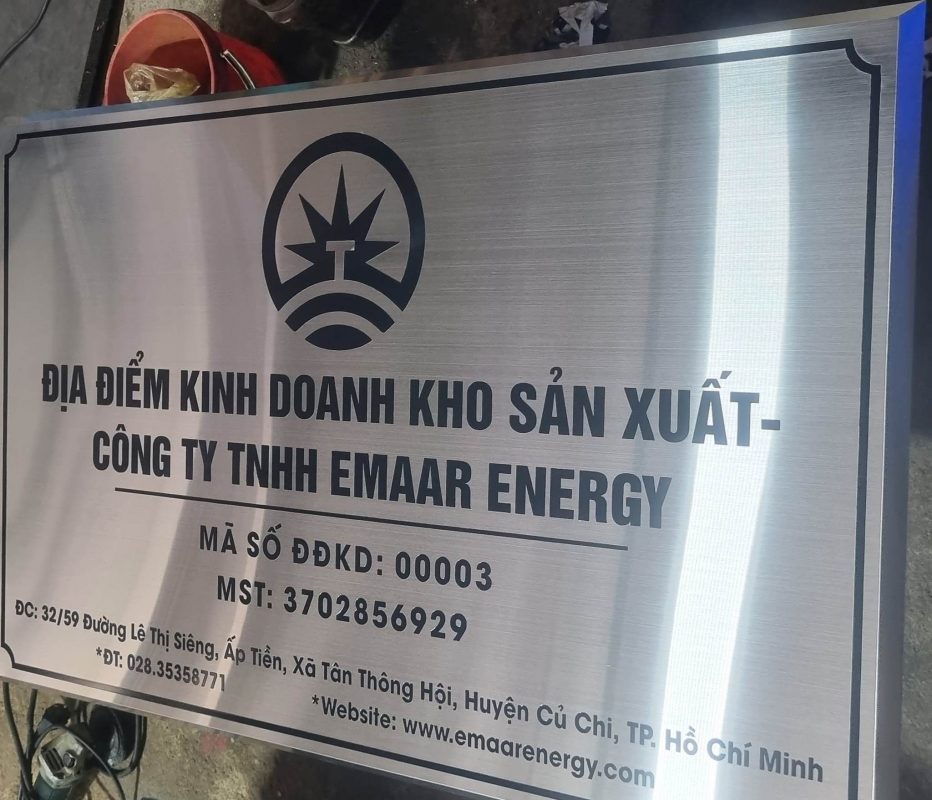 T
ĐỊA ĐIỂM KINH DOANH KHO SẢN XUẤT-
CÔNG TY TNHH EMAAR ENERGY
MÃ SỐ ĐĐKD: 00003
MST: 3702856929
ĐC: 32/59 Đường Lê Thị Siêng, Ấp Tiền, Xã Tân Thông Hội, Huyện Củ Chi, TP. Hồ Chí Minh
*ĐT: 028.35358771
*Website: www.emaarenergy.com